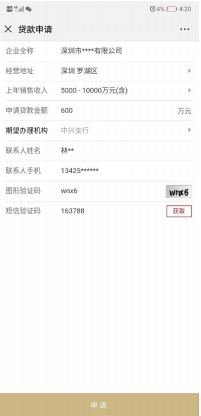 4% 4:20
贷款申请
企业全称 深圳市****有限公司
经营地址 深圳 罗湖区
上年销售收入 5000 - 10000万元(含)
申请贷款金额 600 万元
期望办理机构 中兴支行
联系人姓名 林**
联系人手机 13425******
图形验证码 wnx6 wnx6
短信验证码 163788 获取
申请